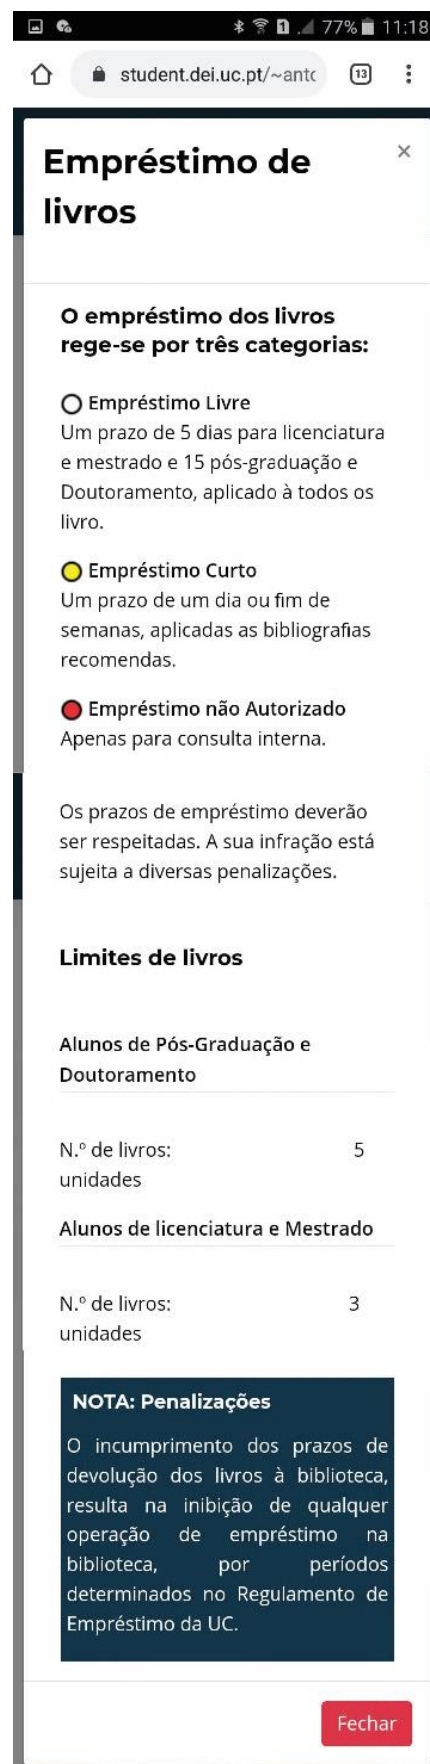 77% 11:18
student.dei.uc.pt/~antc
13
Empréstimo de
livros
×
O empréstimo dos livros
rege-se por três categorias:
Empréstimo Livre
Um prazo de 5 dias para licenciatura
e mestrado e 15 pós-graduação e
Doutoramento, aplicado à todos os
livro.
Empréstimo Curto
Um prazo de um dia ou fim de
semanas, aplicadas as bibliografias
recomendas.
Empréstimo não Autorizado
Apenas para consulta interna.
Os prazos de empréstimo deverão
ser respeitadas. A sua infração está
sujeita a diversas penalizações.
Limites de livros
Alunos de Pós-Graduação e
Doutoramento
N.º de livros: 5
unidades
Alunos de licenciatura e Mestrado
N.º de livros: 3
unidades
NOTA: Penalizações
O incumprimento dos prazos de
devolução dos livros à biblioteca,
resulta na inibição de qualquer
operação de empréstimo na
biblioteca, por períodos
determinados no Regulamento de
Empréstimo da UC.
Fechar